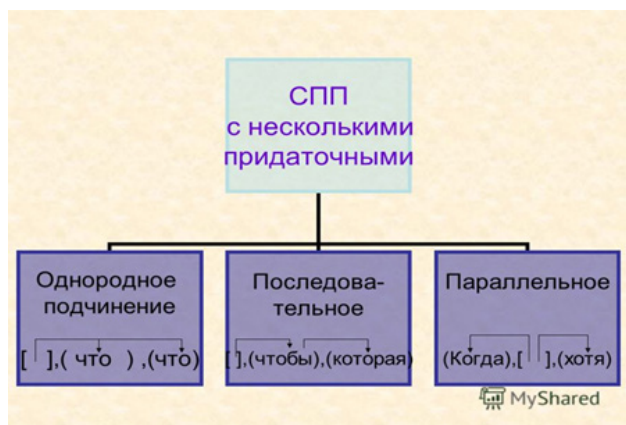 СПП
с несколькими
придаточными
Однородное
подчинение
[ ],( что ) ,(что)
Последова-
тельное
[ ],(чтобы),(которая)
Параллельное
(Когда),[ ],(хотя)
MyShared